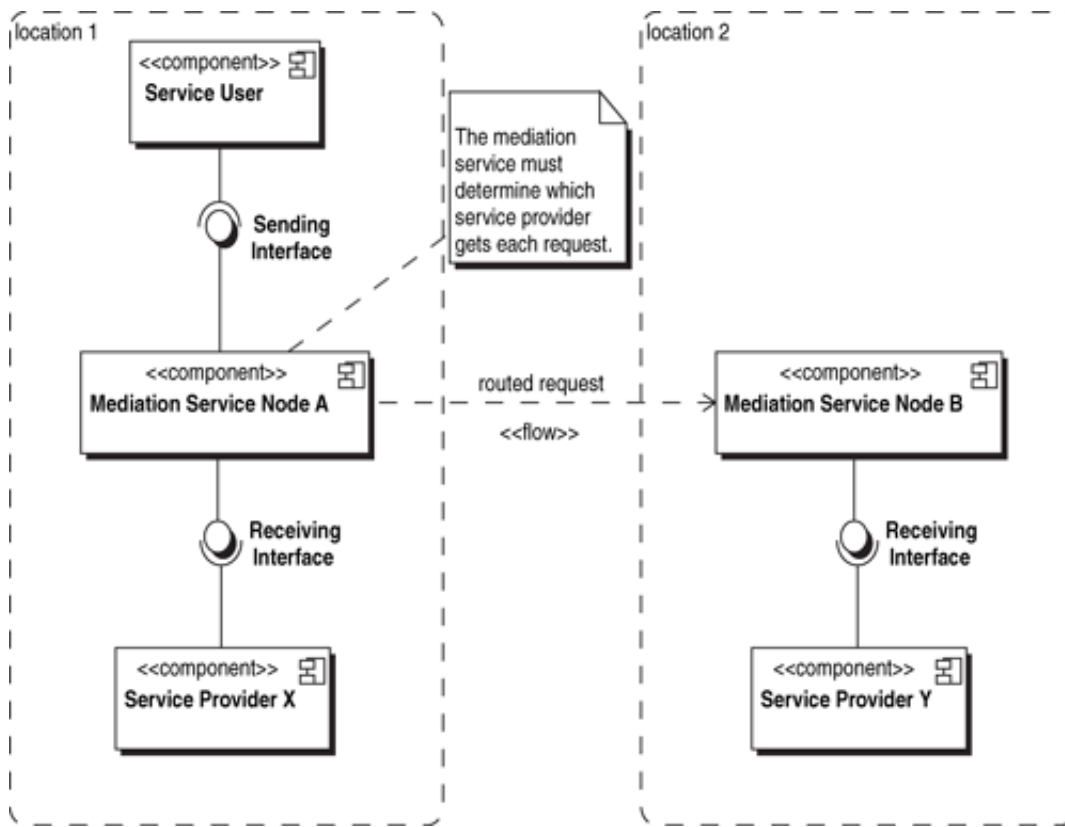 location 1
<<component>>
Service User
Sending
Interface
The mediation
service must
determine which
service provider
gets each request.
<<component>>
Mediation Service Node A
routed request
<<flow>>
Receiving
Interface
<<component>>
Service Provider X
location 2
<<component>>
Mediation Service Node B
Receiving
Interface
<<component>>
Service Provider Y